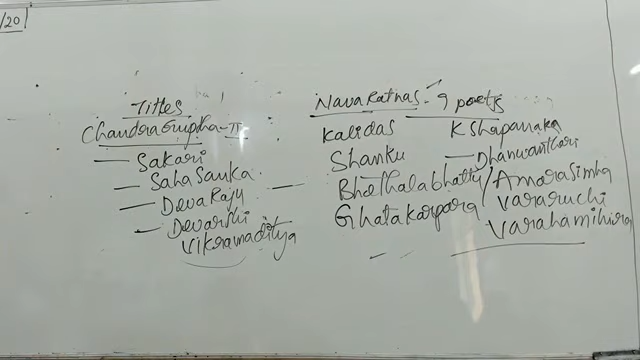 /20
Titles
Chandra Guptha-II
— Sakari
— Saha Sanka.
— Deva Raju
— Devarshi
Vikramaditya
Nava Ratnas - 9 poets
Kalidas
Kshapanaka
Shanku
— Dhanwanthari
Bhethalabhattu / Amarasimha
Ghatakarpara
Vararuchi
Varahamihira